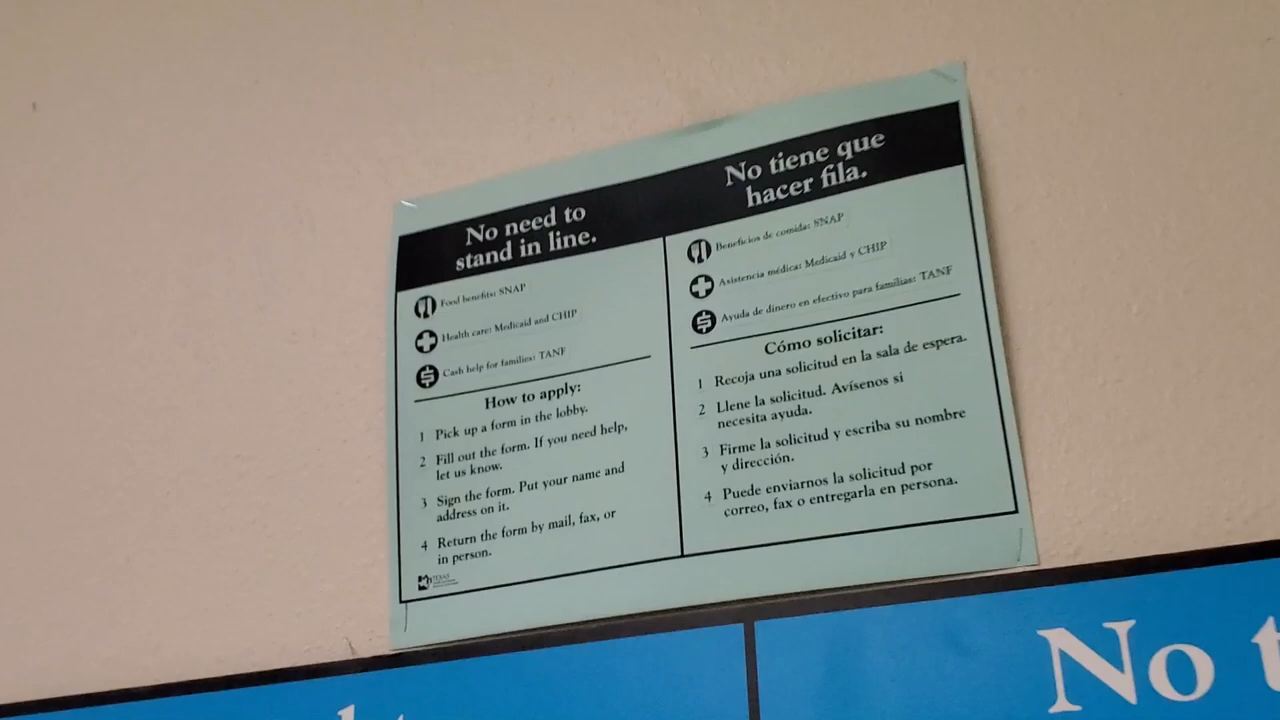 No need to
stand in line.
Food benefits: SNAP
Health care: Medicaid and CHIP
Cash help for families: TANF
How to apply:
1 Pick up a form in the lobby.
2 Fill out the form. If you need help,
let us know.
3 Sign the form. Put your name and
address on it.
4 Return the form by mail, fax, or
in person.
TEXAS
No tiene que
hacer fila.
Beneficios de comida: SNAP
Asistencia médica: Medicaid y CHIP
Ayuda de dinero en efectivo para familias: TANF
Cómo solicitar:
1 Recoja una solicitud en la sala de espera.
2 Llene la solicitud. Avísenos si
necesita ayuda.
3 Firme la solicitud y escriba su nombre
y dirección.
4 Puede enviarnos la solicitud por
correo, fax o entregarla en persona.
No t